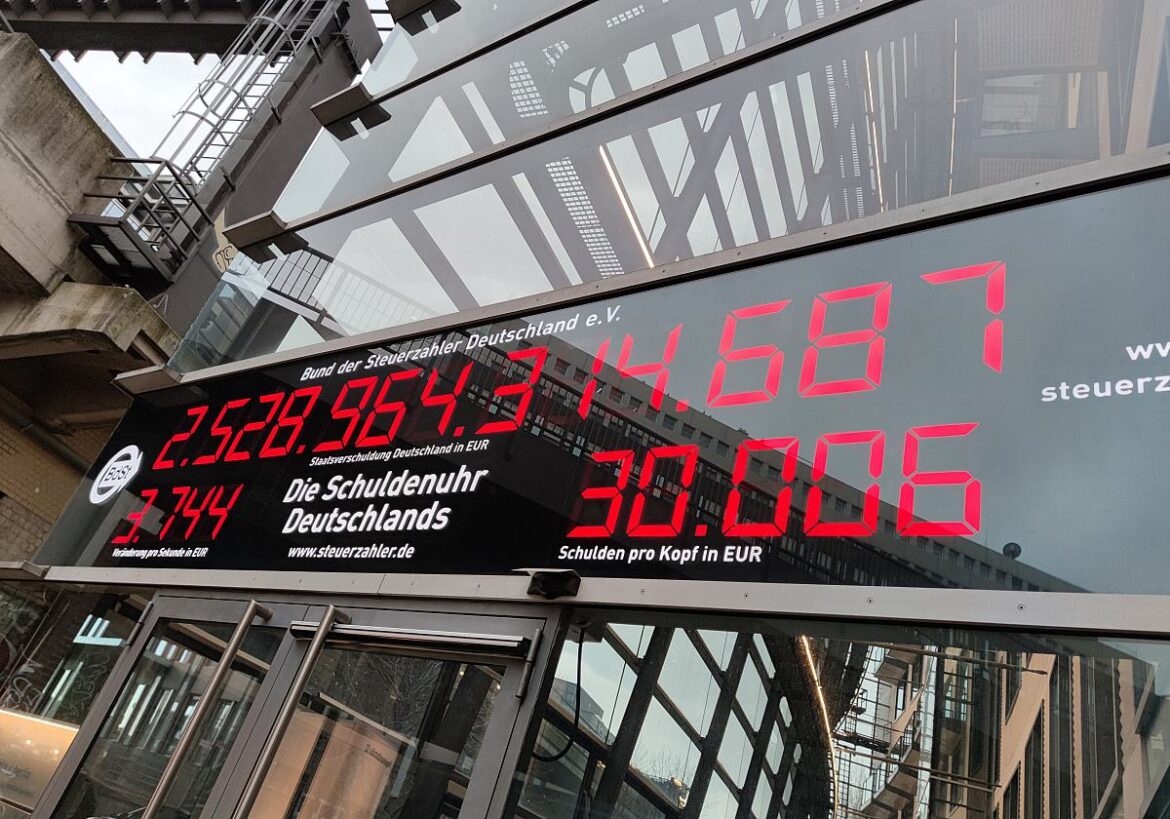 Bund der Steuerzahler Deutschland e.V.
2.528.964.314.687
Staatsverschuldung Deutschland in EUR
BdSt
3.744
Veränderung pro Sekunde in EUR
Die Schuldenuhr
Deutschlands
www.steuerzahler.de
30.006
Schulden pro Kopf in EUR
steuerz